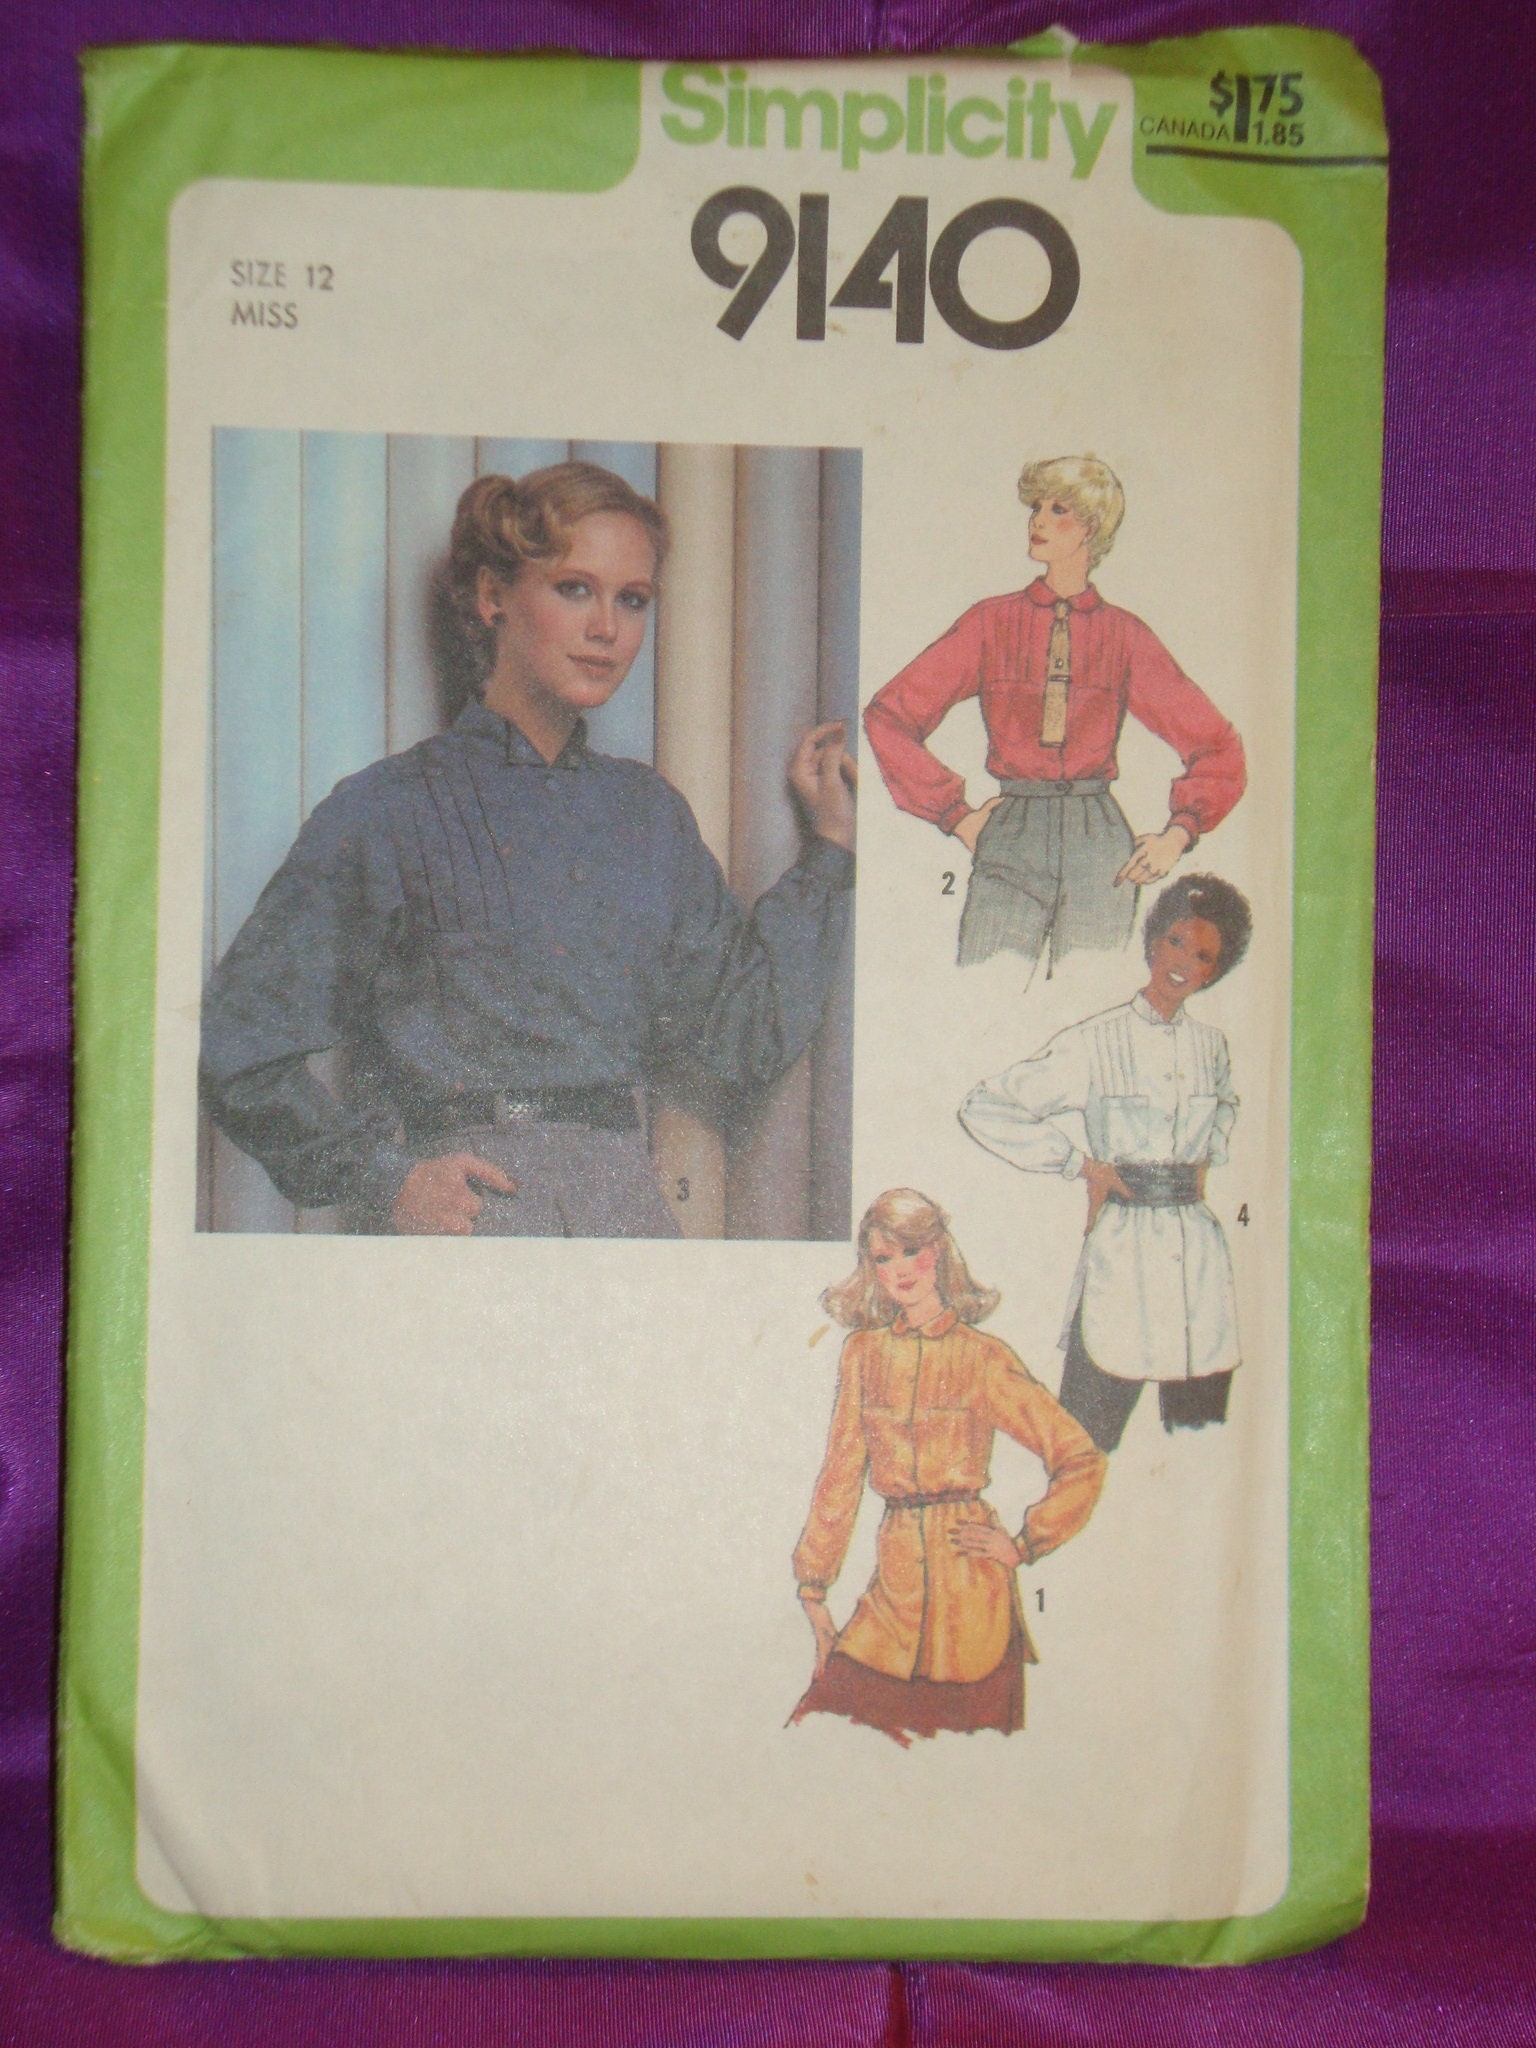 Simplicity
$1.75
CANADA 1.85
9140
SIZE 12
MISS
2
3
4
1